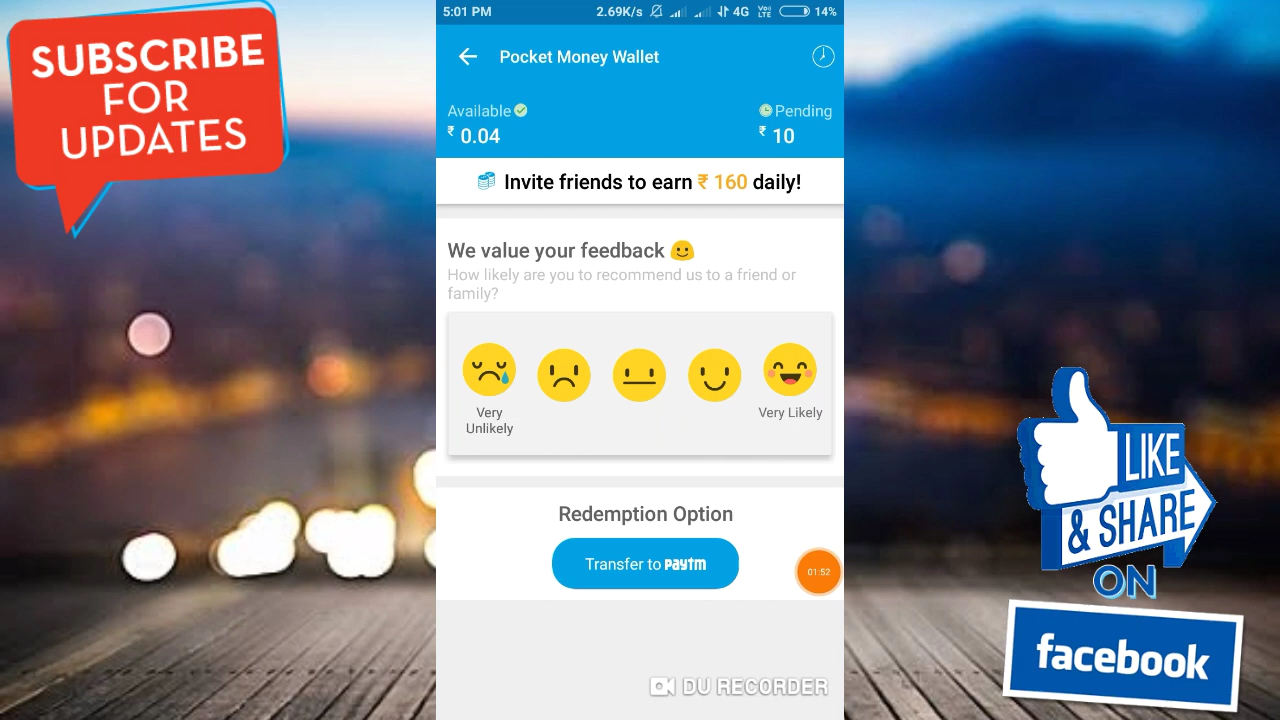 SUBSCRIBE
FOR
UPDATES
5:01 PM 2.69K/s 4G VoLTE 14%
Pocket Money Wallet
Available Pending
₹ 0.04 ₹ 10
Invite friends to earn ₹ 160 daily!
We value your feedback
How likely are you to recommend us to a friend or
family?
Very
Unlikely
Very Likely
Redemption Option
Transfer to paytm
01:52
DU RECORDER
LIKE
& SHARE
ON
facebook